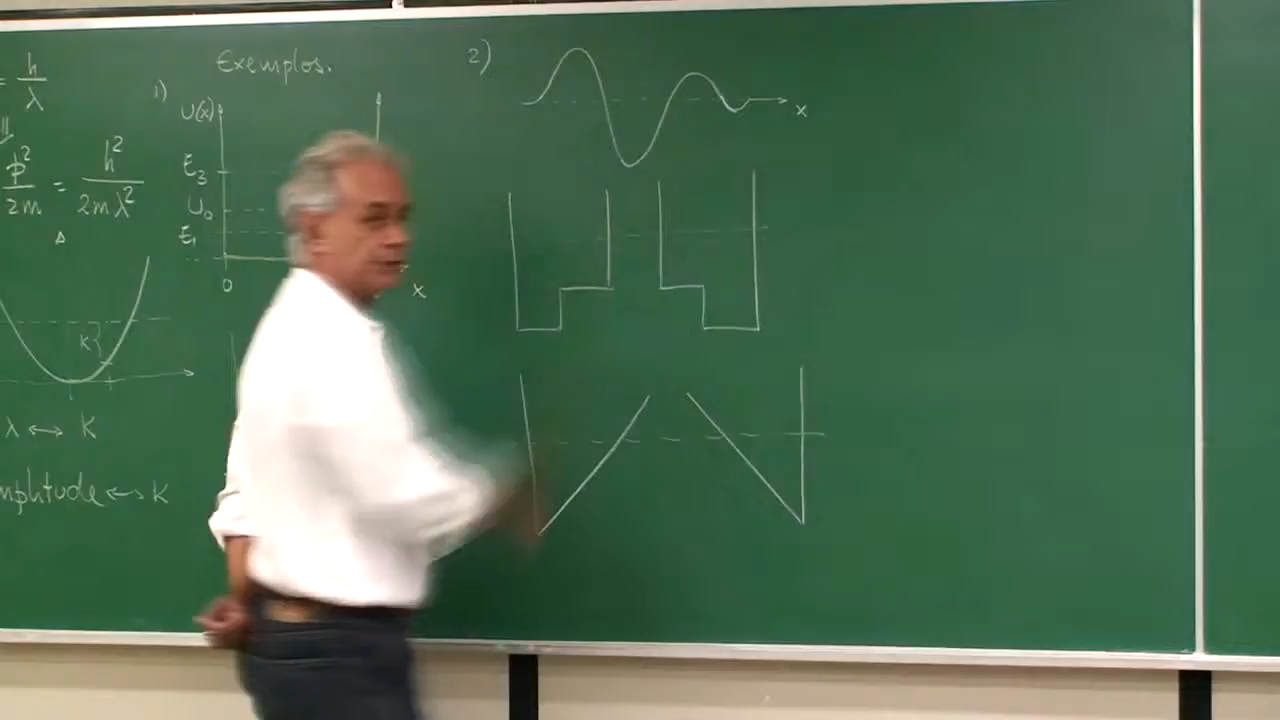 = h/λ
p²/2m = h²/2mλ²
K
λ ↔ K
mplitude ↔ K
Exemplos.
1)
U(x)
E₃
U₀
E₁
0
x
2)
x